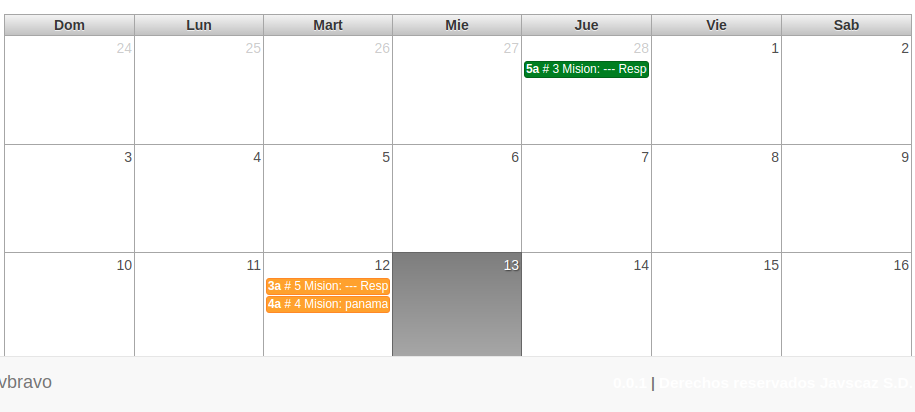 Dom Lun Mart Mie Jue Vie Sab
24 25 26 27 28 1 2
5a # 3 Mision: --- Resp
3 4 5 6 7 8 9
10 11 12 13 14 15 16
3a # 5 Mision: --- Resp
4a # 4 Mision: panama
vbravo 0.0.1 | Derechos reservados Javscaz S.D.